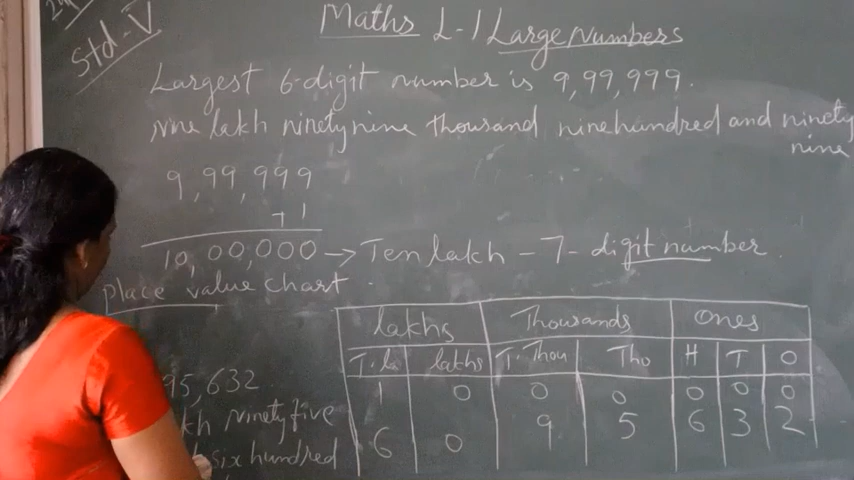 Std-V
Maths L-1 Large Numbers
Largest 6-digit number is 9,99,999.
nine lakh ninety nine thousand nine hundred and ninety
nine
9,99,999
+1
10,00,000 → Ten lakh - 7-digit number.
Place value chart
lakhs Thousands Ones
T.La lakhs T.Thou Tho H T O
1 0 0 0 0 0 0
6 0 9 5 6 3 2
95,632
kh Ninety five
six hundred